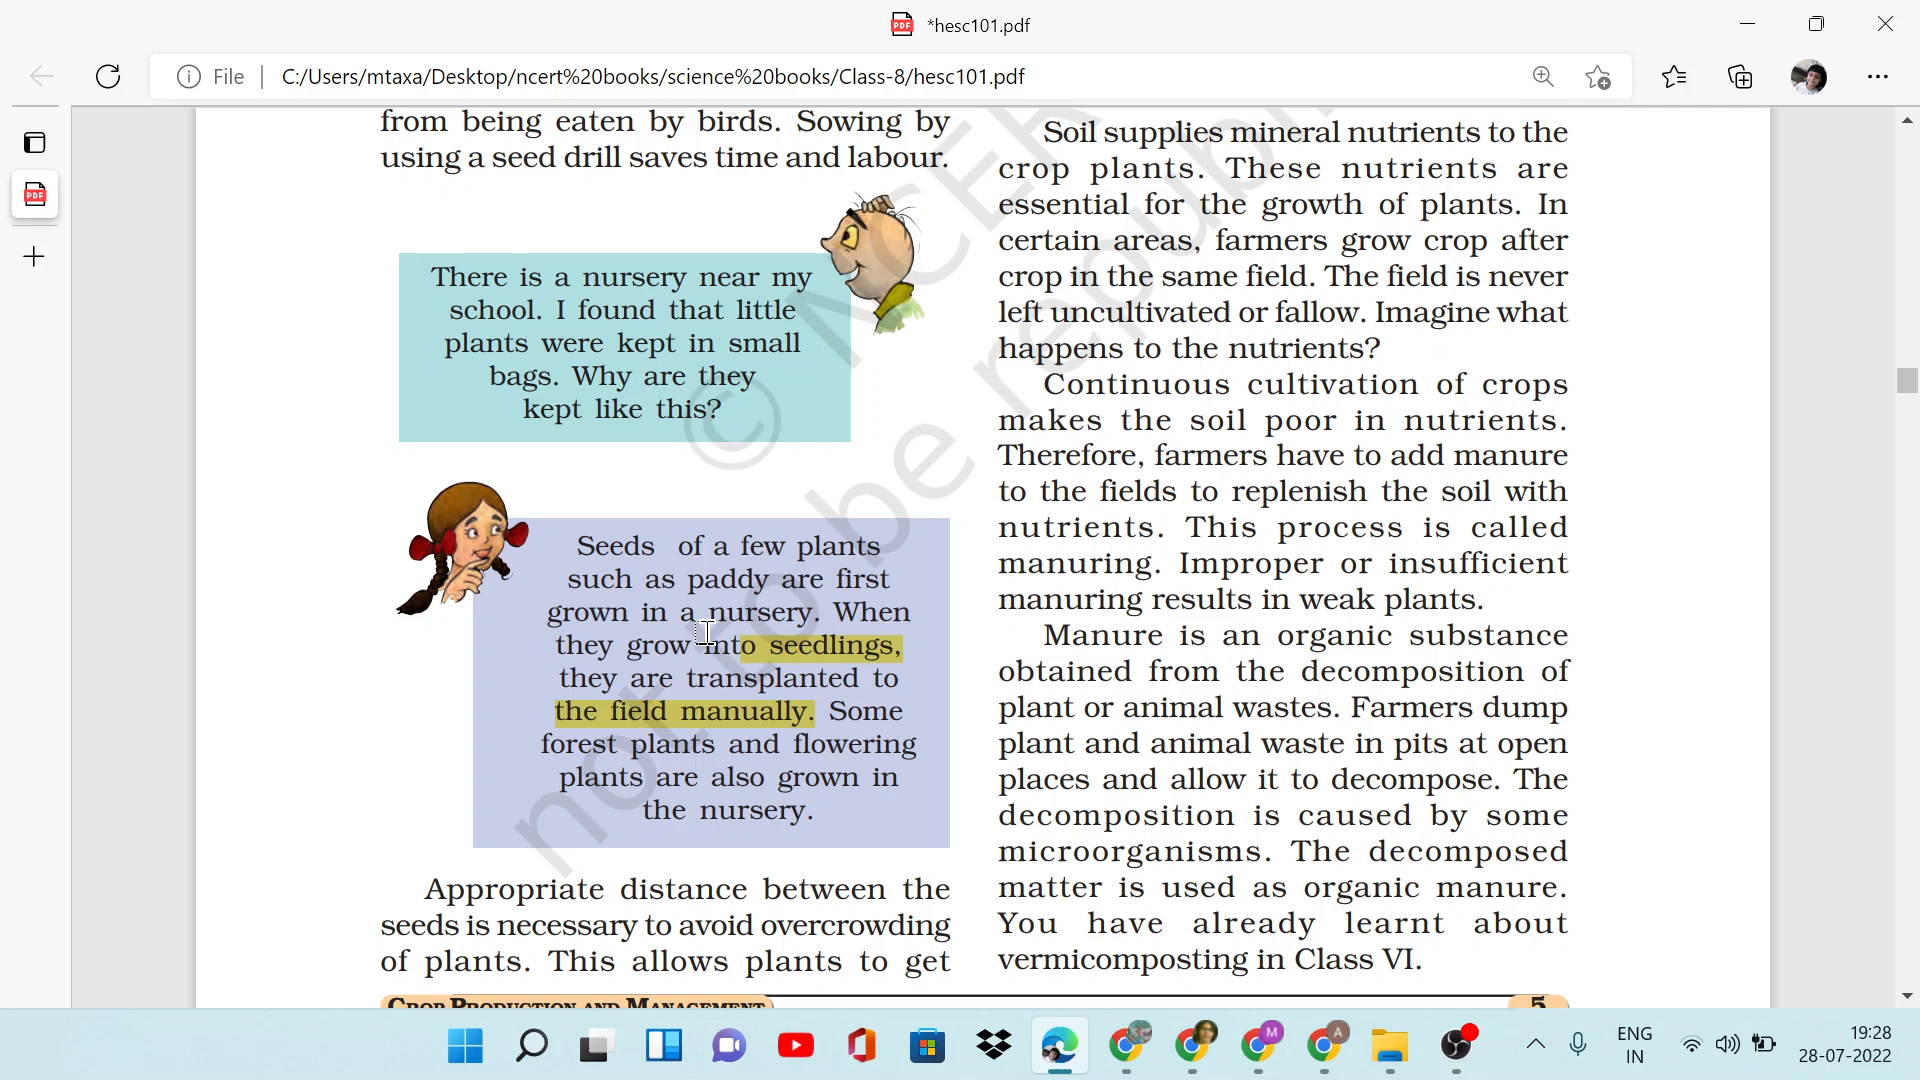 *hesc101.pdf
File
C:/Users/mtaxa/Desktop/ncert%20books/science%20books/Class-8/hesc101.pdf
from being eaten by birds. Sowing by
using a seed drill saves time and labour.
There is a nursery near my
school. I found that little
plants were kept in small
bags. Why are they
kept like this?
Seeds of a few plants
such as paddy are first
grown in a nursery. When
they grow into seedlings,
they are transplanted to
the field manually. Some
forest plants and flowering
plants are also grown in
the nursery.
Appropriate distance between the
seeds is necessary to avoid overcrowding
of plants. This allows plants to get
Soil supplies mineral nutrients to the
crop plants. These nutrients are
essential for the growth of plants. In
certain areas, farmers grow crop after
crop in the same field. The field is never
left uncultivated or fallow. Imagine what
happens to the nutrients?
Continuous cultivation of crops
makes the soil poor in nutrients.
Therefore, farmers have to add manure
to the fields to replenish the soil with
nutrients. This process is called
manuring. Improper or insufficient
manuring results in weak plants.
Manure is an organic substance
obtained from the decomposition of
plant or animal wastes. Farmers dump
plant and animal waste in pits at open
places and allow it to decompose. The
decomposition is caused by some
microorganisms. The decomposed
matter is used as organic manure.
You have already learnt about
vermicomposting in Class VI.
© NCER
not to be republi
CROP PRODUCTION AND MANAGEMENT
5
ENG
IN
19:28
28-07-2022